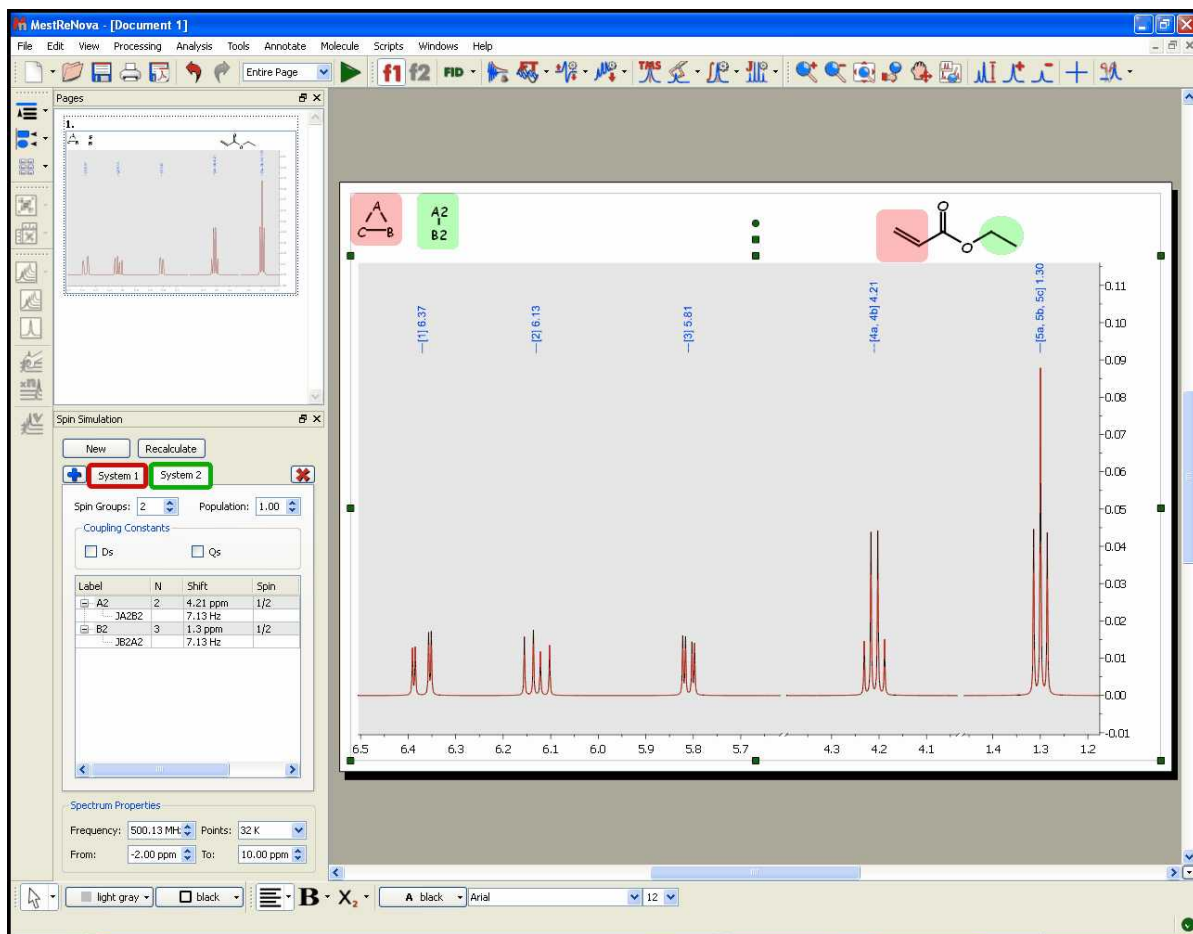 MestReNova - [Document 1]
File Edit View Processing Analysis Tools Annotate Molecule Scripts Windows Help
Entire Page f1 f2 FID TMS
Pages
1.
A
C B
A2
B2
O
O
[1] 6.37
[2] 6.13
[3] 5.81
[4a, 4b] 4.21
[5a, 5b, 5c] 1.30
0.11
0.10
0.09
0.08
0.07
0.06
0.05
0.04
0.03
0.02
0.01
0.00
-0.01
6.5 6.4 6.3 6.2 6.1 6.0 5.9 5.8 5.7 4.3 4.2 4.1 1.4 1.3 1.2
Spin Simulation
New Recalculate
System 1 System 2
Spin Groups: 2 Population: 1.00
Coupling Constants
Ds Qs
Label N Shift Spin
A2 2 4.21 ppm 1/2
JA2B2 7.13 Hz
B2 3 1.3 ppm 1/2
JB2A2 7.13 Hz
Spectrum Properties
Frequency: 500.13 MH Points: 32 K
From: -2.00 ppm To: 10.00 ppm
light gray black B X2 A black Arial 12